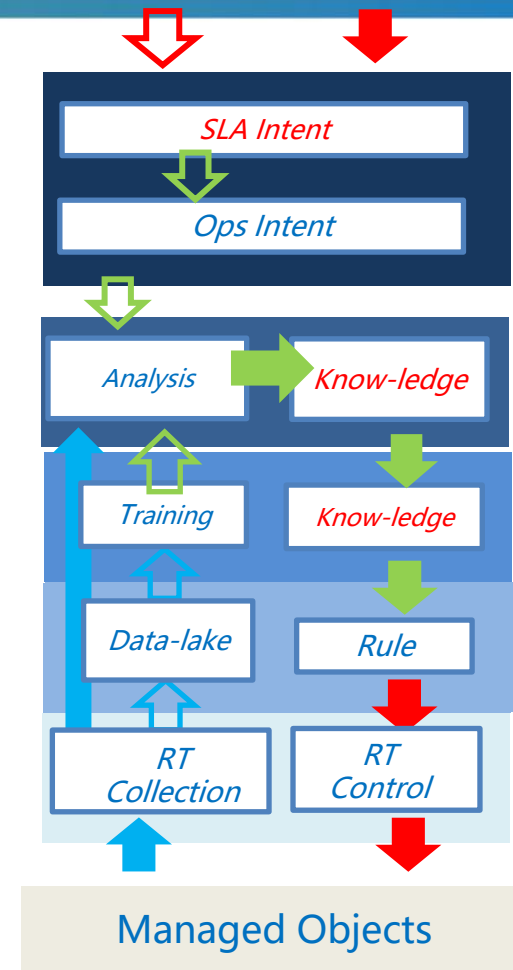 SLA Intent
Ops Intent
Analysis
Know-ledge
Training
Know-ledge
Data-lake
Rule
RT
Collection
RT
Control
Managed Objects